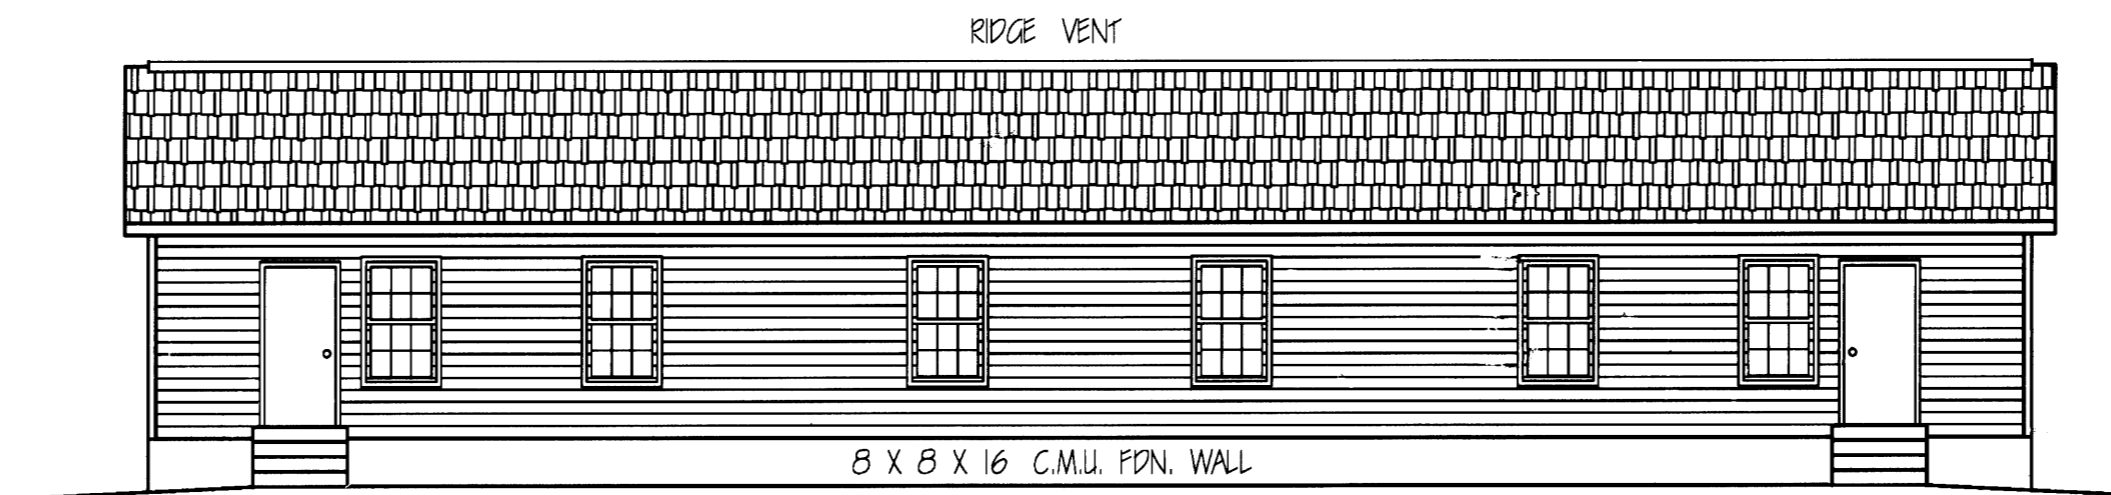 RIDGE VENT
8 X 8 X 16 C.M.U. FDN. WALL